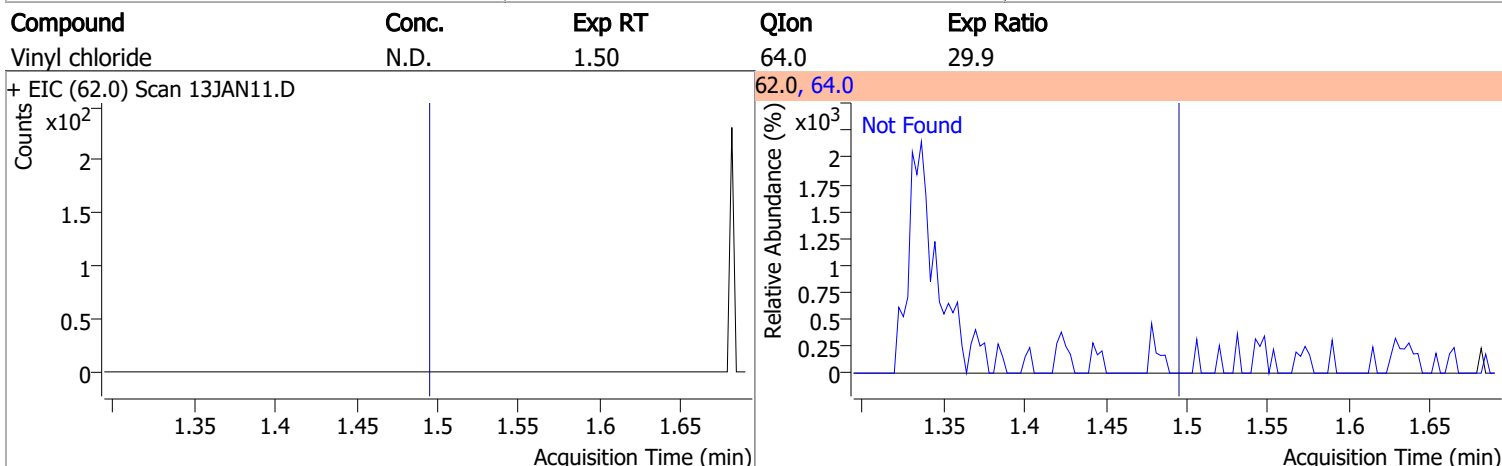 Compound Conc. Exp RT QIon Exp Ratio
Vinyl chloride N.D. 1.50 64.0 29.9
+ EIC (62.0) Scan 13JAN11.D
Counts
x10²
2
1.5
1
0.5
0
1.35 1.4 1.45 1.5 1.55 1.6 1.65
Acquisition Time (min)
62.0, 64.0
Relative Abundance (%)
x10³
Not Found
2
1.75
1.5
1.25
1
0.75
0.5
0.25
0
1.35 1.4 1.45 1.5 1.55 1.6 1.65
Acquisition Time (min)